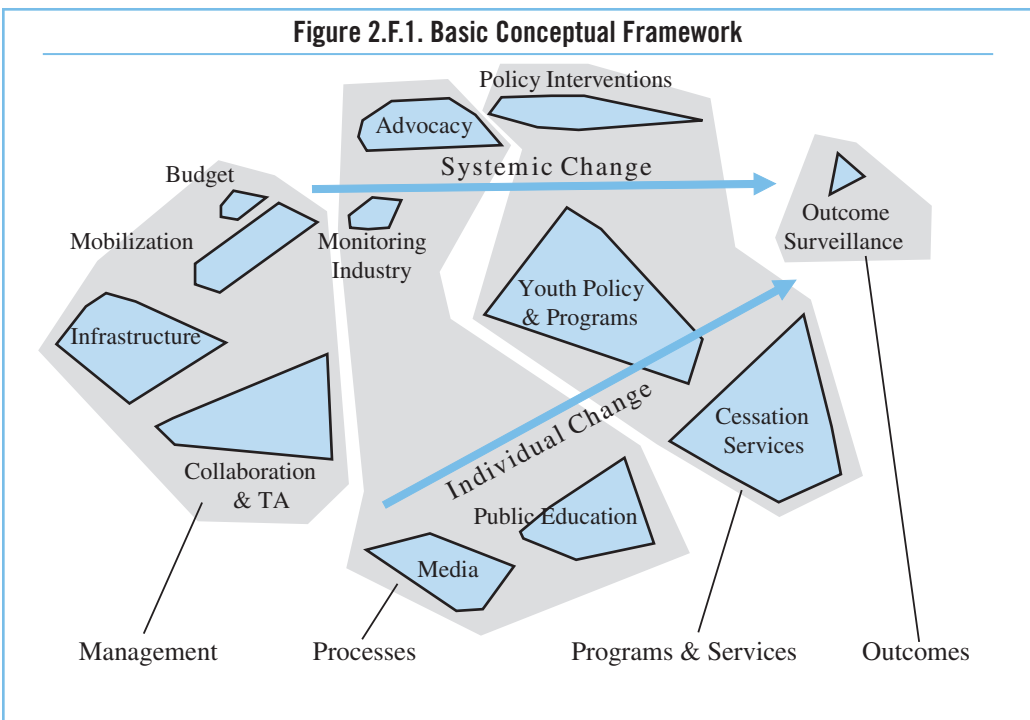 Figure 2.F.1. Basic Conceptual Framework
Policy Interventions
Advocacy
Systemic Change
Budget
Mobilization
Monitoring
Industry
Outcome
Surveillance
Infrastructure
Youth Policy
& Programs
Individual Change
Cessation
Services
Collaboration
& TA
Public Education
Media
Management
Processes
Programs & Services
Outcomes